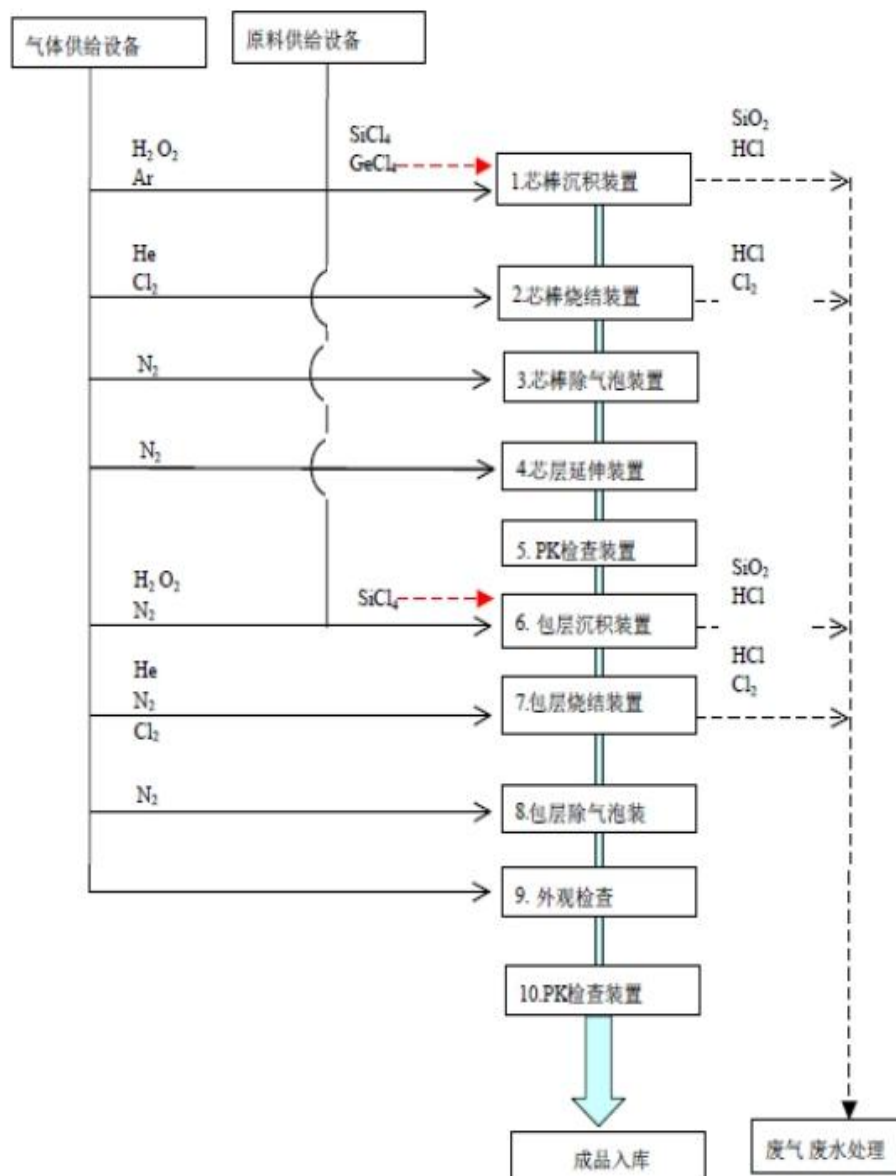 气体供给设备
原料供给设备
H₂ O₂
Ar
SiCl₄
GeCl₄
1.芯棒沉积装置
SiO₂
HCl
He
Cl₂
2.芯棒烧结装置
HCl
Cl₂
N₂
3.芯棒除气泡装置
N₂
4.芯层延伸装置
5. PK检查装置
H₂ O₂
N₂
SiCl₄
6. 包层沉积装置
SiO₂
HCl
He
N₂
Cl₂
7.包层烧结装置
HCl
Cl₂
N₂
8.包层除气泡装
9. 外观检查
10.PK检查装置
成品入库
废气 废水处理